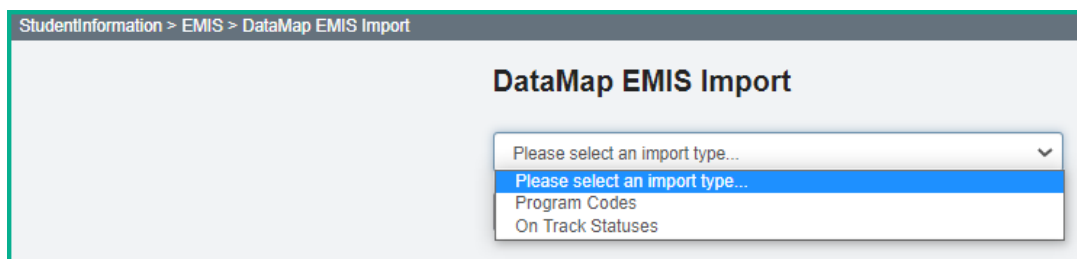 StudentInformation > EMIS > DataMap EMIS Import
DataMap EMIS Import
Please select an import type...
Please select an import type...
Program Codes
On Track Statuses